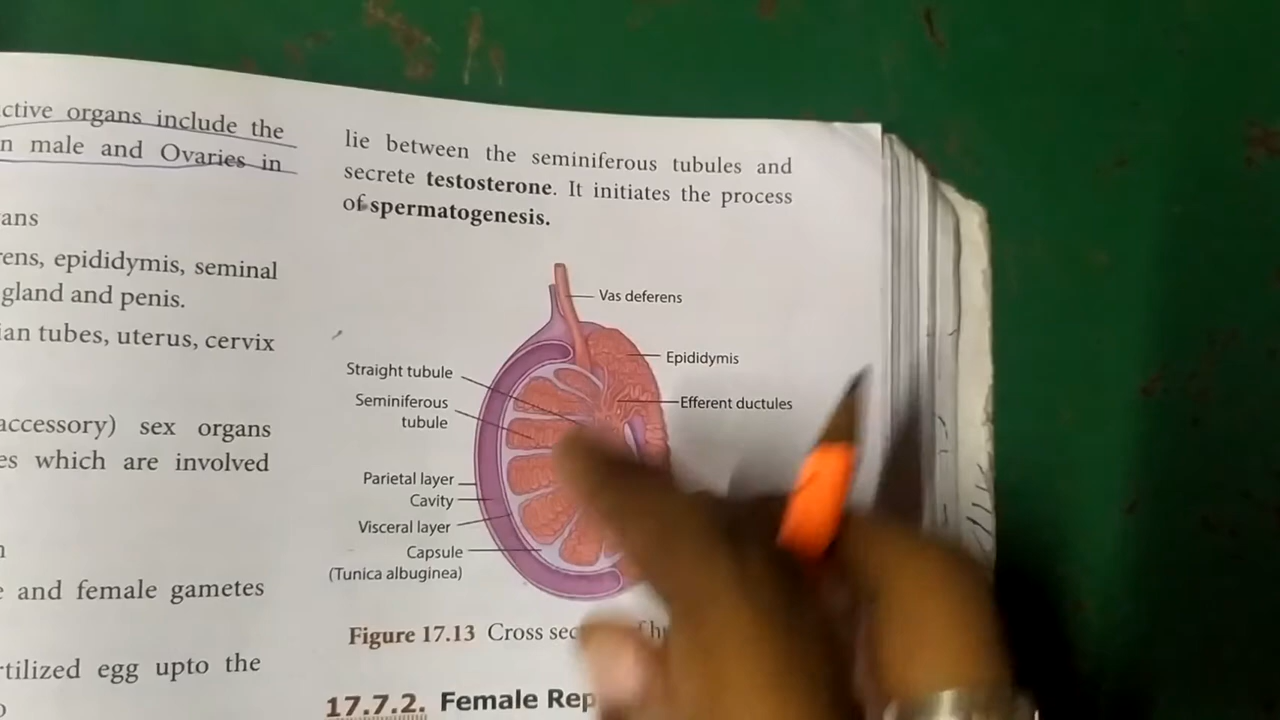 ctive organs include the
n male and Ovaries in
ans
rens, epididymis, seminal
gland and penis.
ian tubes, uterus, cervix
accessory) sex organs
es which are involved
n
e and female gametes
rtilized egg upto the
lie between the seminiferous tubules and
secrete testosterone. It initiates the process
of spermatogenesis.
Vas deferens
Epididymis
Efferent ductules
Straight tubule
Seminiferous
tubule
Parietal layer
Cavity
Visceral layer
Capsule
(Tunica albuginea)
Figure 17.13 Cross
17.7.2. Female